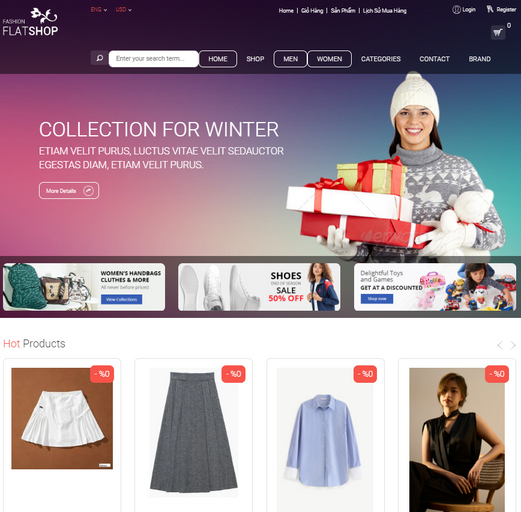 ENG USD
Home | Giỏ Hàng | Sản Phẩm | Lịch Sử Mua Hàng
Login Register
FASHION
FLATSHOP
0
Enter your search term...
HOME SHOP MEN WOMEN CATEGORIES CONTACT BRAND
COLLECTION FOR WINTER
ETIAM VELIT PURUS, LUCTUS VITAE VELIT SEDAUCTOR
EGESTAS DIAM, ETIAM VELIT PURUS.
More Details
WOMEN'S HANDBAGS
CLOTHES & MORE
All never before priced!
View Collections
SHOES
END OF SEASON
SALE
50% OFF
Delightful Toys
and Games
GET AT A DISCOUNTED
Shop now
Hot Products
- %0
- %0
- %0
- %0